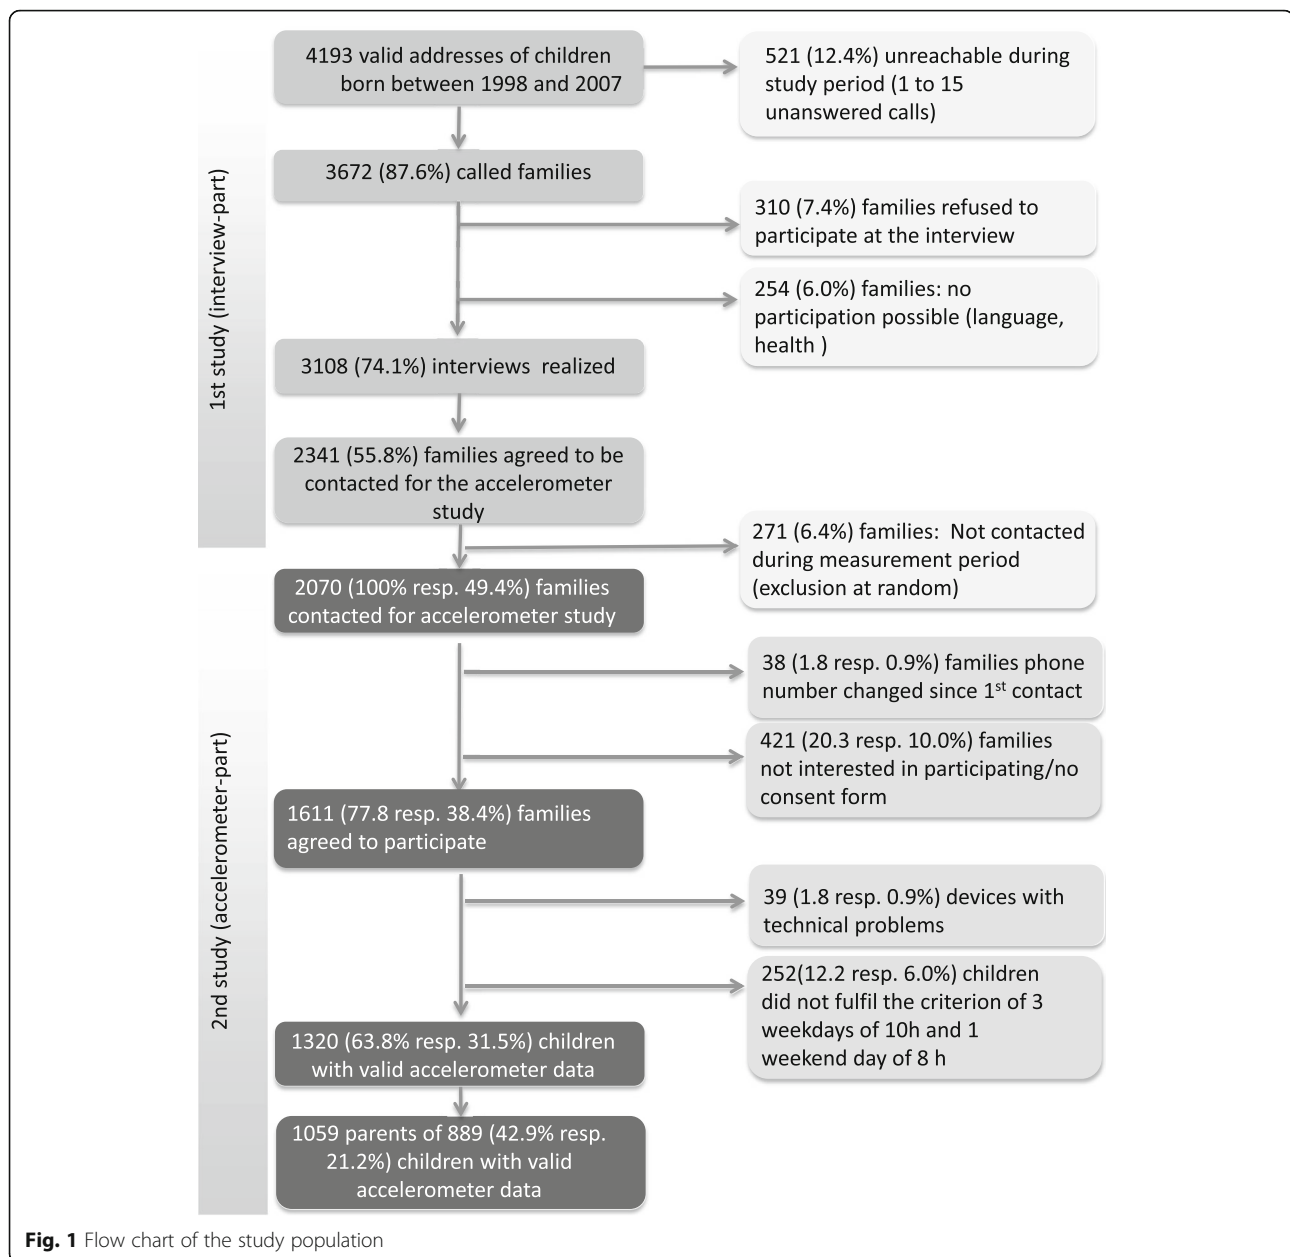 4193 valid addresses of children
born between 1998 and 2007
521 (12.4%) unreachable during
study period (1 to 15
unanswered calls)
3672 (87.6%) called families
310 (7.4%) families refused to
participate at the interview
254 (6.0%) families: no
participation possible (language,
health )
3108 (74.1%) interviews realized
2341 (55.8%) families agreed to be
contacted for the accelerometer
study
1st study (interview-part)
271 (6.4%) families: Not contacted
during measurement period
(exclusion at random)
2070 (100% resp. 49.4%) families
contacted for accelerometer study
38 (1.8 resp. 0.9%) families phone
number changed since 1st contact
421 (20.3 resp. 10.0%) families
not interested in participating/no
consent form
1611 (77.8 resp. 38.4%) families
agreed to participate
39 (1.8 resp. 0.9%) devices with
technical problems
252(12.2 resp. 6.0%) children
did not fulfil the criterion of 3
weekdays of 10h and 1
weekend day of 8 h
1320 (63.8% resp. 31.5%) children
with valid accelerometer data
1059 parents of 889 (42.9% resp.
21.2%) children with valid
accelerometer data
2nd study (accelerometer-part)
Fig. 1 Flow chart of the study population